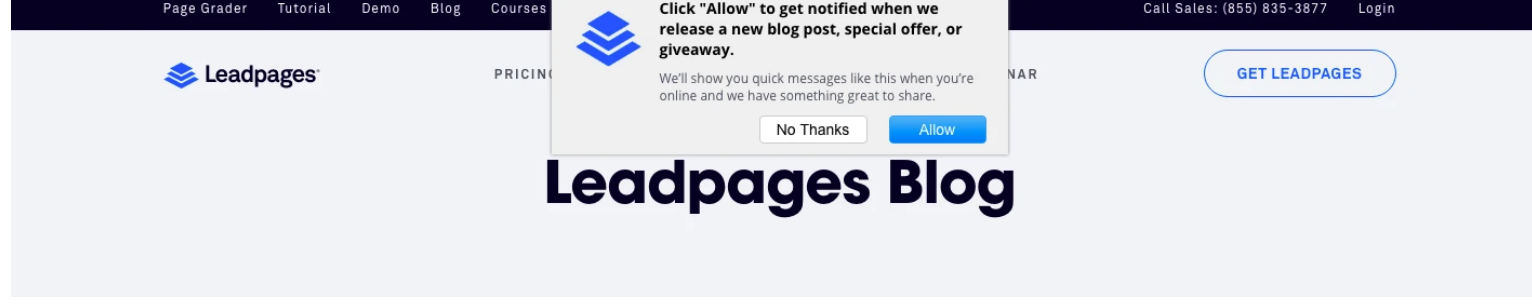 Page Grader Tutorial Demo Blog Courses
Call Sales: (855) 835-3877 Login
Click "Allow" to get notified when we
release a new blog post, special offer, or
giveaway.
We'll show you quick messages like this when you're
online and we have something great to share.
No Thanks Allow
Leadpages
GET LEADPAGES
Leadpages Blog